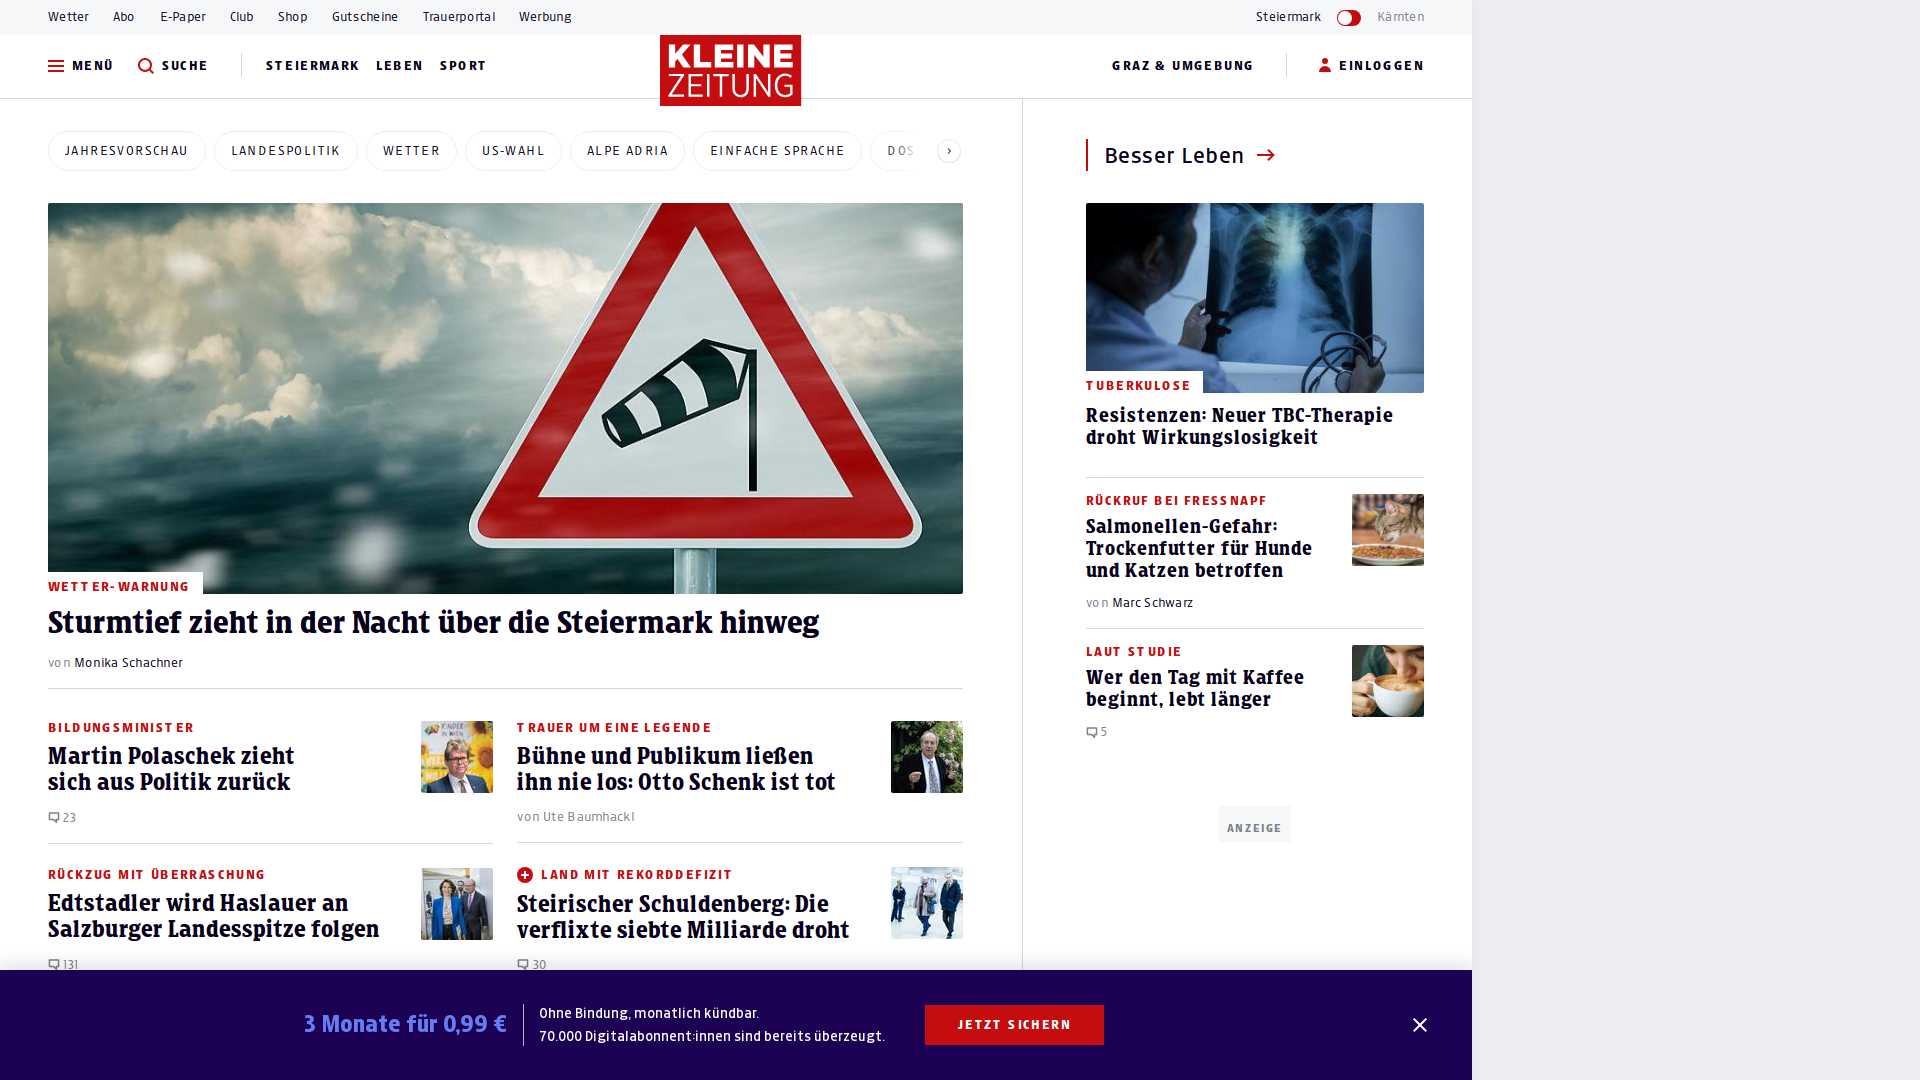 Wetter Abo E-Paper Club Shop Gutscheine Trauerportal Werbung Steiermark Kärnten
MENÜ SUCHE STEIERMARK LEBEN SPORT KLEINE ZEITUNG GRAZ & UMGEBUNG EINLOGGEN
JAHRESVORSCHAU LANDESPOLITIK WETTER US-WAHL ALPE ADRIA EINFACHE SPRACHE DOS
WETTER-WARNUNG
Sturmtief zieht in der Nacht über die Steiermark hinweg
von Monika Schachner
BILDUNGSMINISTER
Martin Polaschek zieht
sich aus Politik zurück
23
TRAUER UM EINE LEGENDE
Bühne und Publikum ließen
ihn nie los: Otto Schenk ist tot
von Ute Baumhackl
RÜCKZUG MIT ÜBERRASCHUNG
Edtstadler wird Haslauer an
Salzburger Landesspitze folgen
131
LAND MIT REKORDDEFIZIT
Steirischer Schuldenberg: Die
verflixte siebte Milliarde droht
30
Besser Leben
TUBERKULOSE
Resistenzen: Neuer TBC-Therapie
droht Wirkungslosigkeit
RÜCKRUF BEI FRESSNAPF
Salmonellen-Gefahr:
Trockenfutter für Hunde
und Katzen betroffen
von Marc Schwarz
LAUT STUDIE
Wer den Tag mit Kaffee
beginnt, lebt länger
5
ANZEIGE
3 Monate für 0,99 €
Ohne Bindung, monatlich kündbar.
70.000 Digitalabonnent:innen sind bereits überzeugt.
JETZT SICHERN